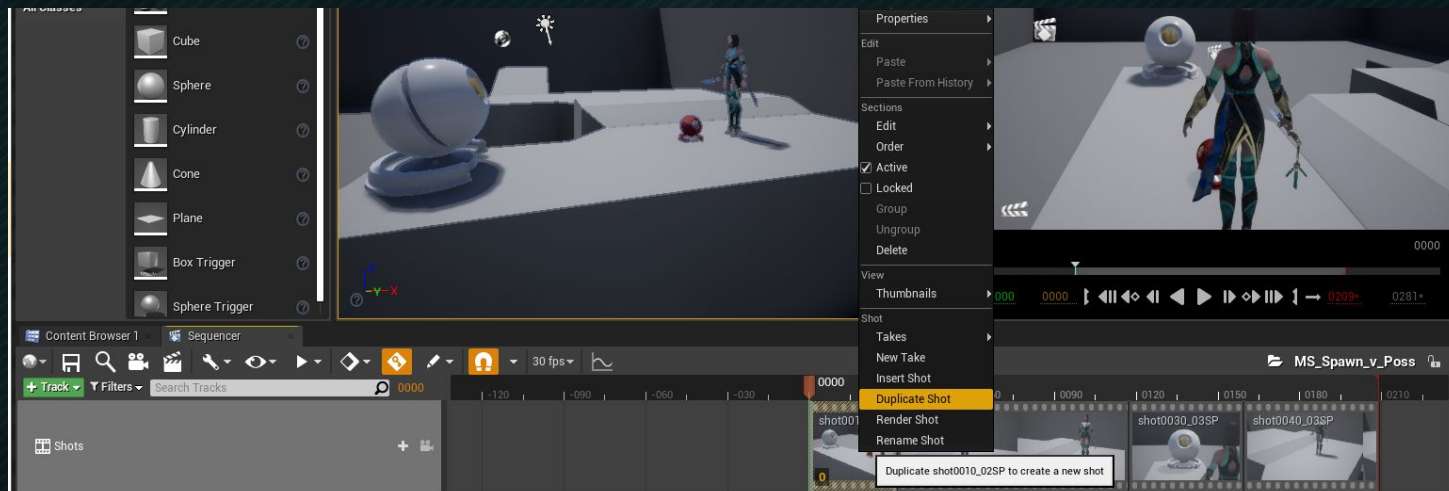 All Classes
Cube
Sphere
Cylinder
Cone
Plane
Box Trigger
Sphere Trigger
Y X
Properties
Edit
Paste
Paste From History
Sections
Edit
Order
Active
Locked
Group
Ungroup
Delete
View
Thumbnails
Shot
Takes
New Take
Insert Shot
Duplicate Shot
Render Shot
Rename Shot
Duplicate shot0010_02SP to create a new shot
0000
0000 0209+ 0281+
Content Browser 1 Sequencer
30 fps MS_Spawn_v_Poss
+ Track Filters Search Tracks 0000
-120 -090 -060 -030 0000 0090 0120 0150 0180 0210
Shots
shot001 shot0030_03SP shot0040_03SP
0